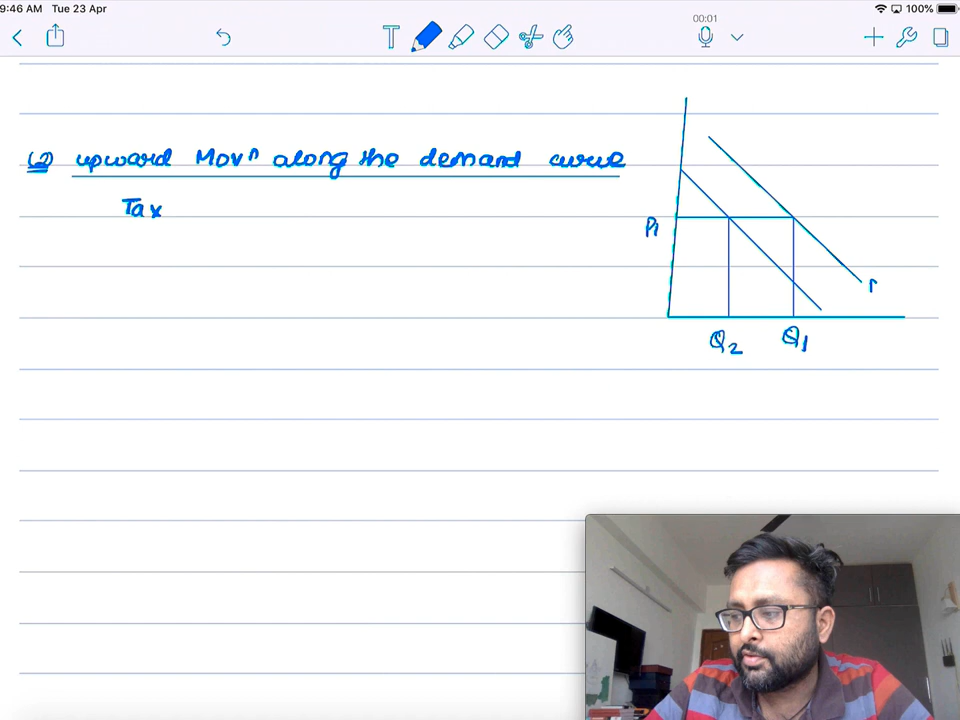 9:46 AM Tue 23 Apr
100%
00:01
T
(2) upward Movⁿ along the demand curve
Tax
P1
Q2 Q1